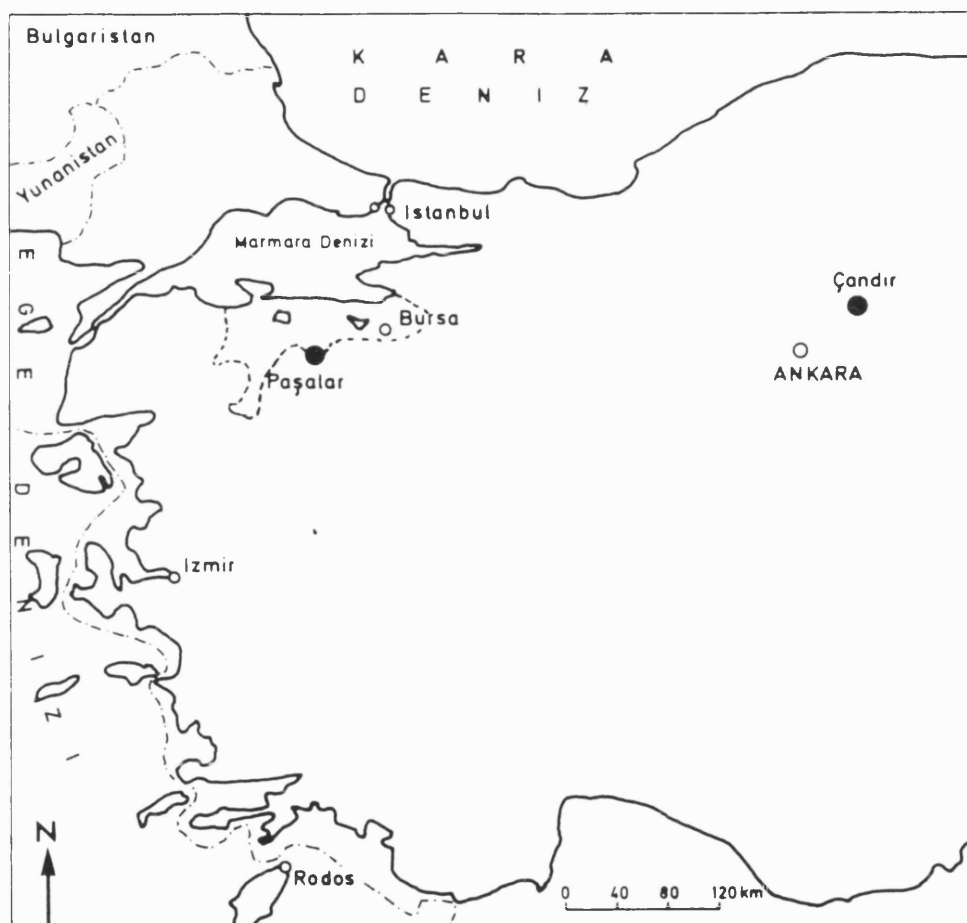 Bulgaristan
K A R A
D E N I Z
Yunanistan
Istanbul
Marmara Denizi
Çandır
Bursa
ANKARA
Paşalar
E G E D E N I Z I
Izmir
Rodos
N
0 40 80 120 km